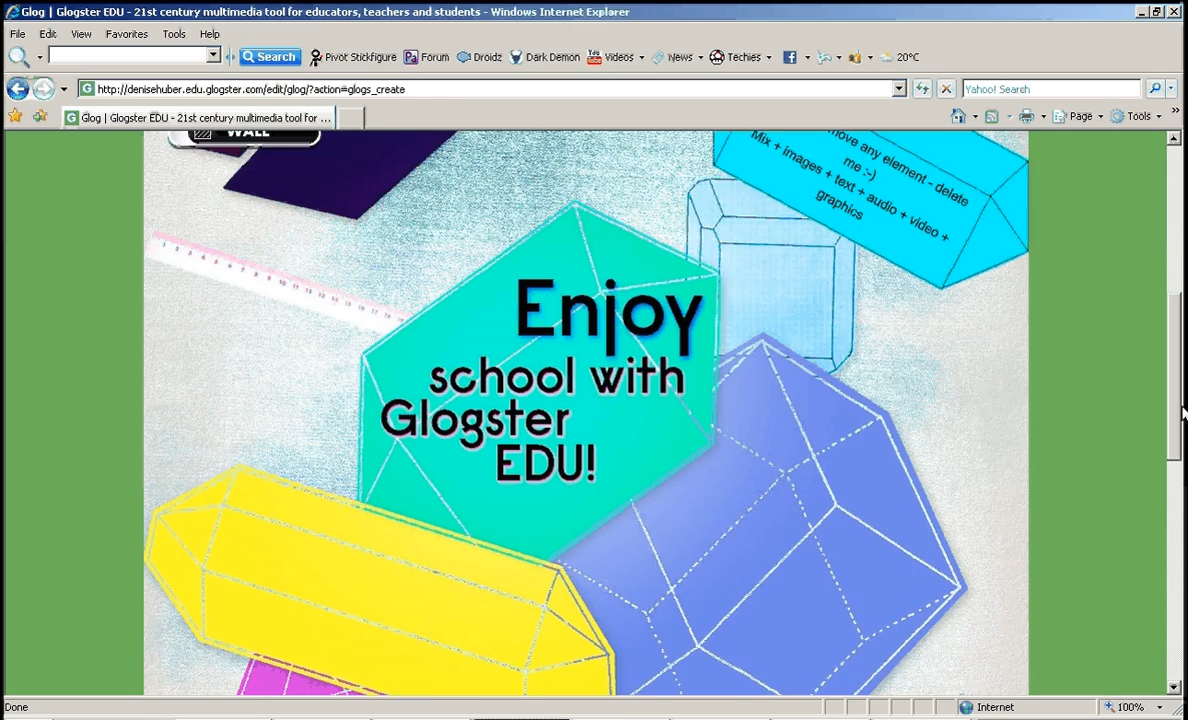 Glog | Glogster EDU - 21st century multimedia tool for educators, teachers and students - Windows Internet Explorer
File Edit View Favorites Tools Help
Search Pivot Stickfigure Forum Droidz Dark Demon You Tube Videos News Techies 20°C
http://denisehuber.edu.glogster.com/edit/glog/?action=glogs_create Yahoo! Search
Glog | Glogster EDU - 21st century multimedia tool for ... Page Tools
WALL
move any element - delete
me :-)
Mix + images + text + audio + video +
graphics
Enjoy
school with
Glogster
EDU!
Done Internet 100%